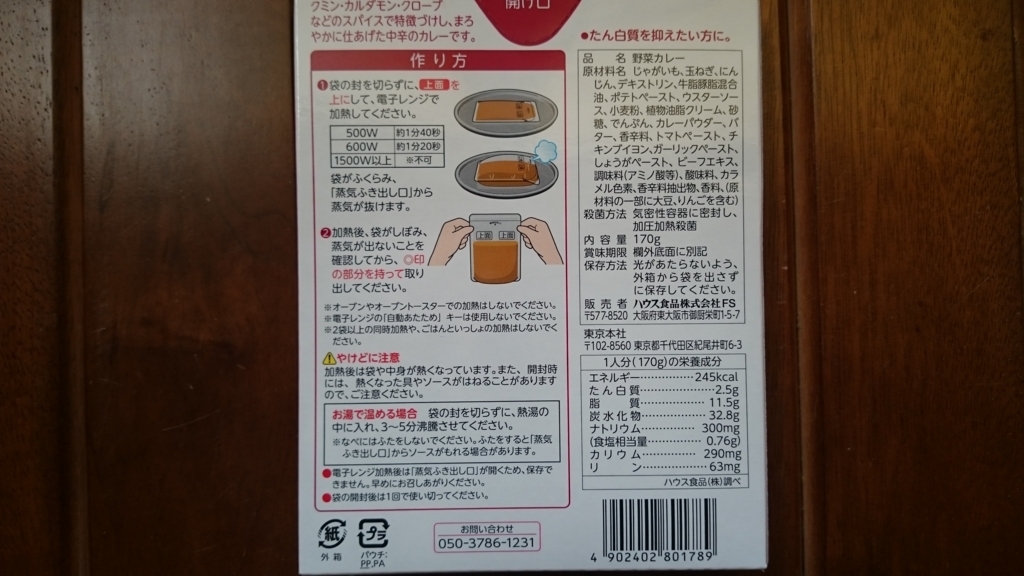 クミン・カルダモン・クローブ
などのスパイスで特徴づけし、まろ
やかに仕あげた中辛のカレーです。
開け口
作り方
❶袋の封を切らずに、上面を
上にして、電子レンジで
加熱してください。
500W 約1分40秒
600W 約1分20秒
1500W以上 ※不可
袋がふくらみ、
「蒸気ふき出し口」から
蒸気が抜けます。
上面 上面
❷加熱後、袋がしぼみ、
蒸気が出ないことを
確認してから、◎印
の部分を持って取り
出してください。
※オーブンやオーブントースターでの加熱はしないでください。
※電子レンジの「自動あたため」キーは使用しないでください。
※2袋以上の同時加熱や、ごはんといっしょの加熱はしないでく
ださい。
⚠やけどに注意
加熱後は袋や中身が熱くなっています。また、開封時
には、熱くなった具やソースがはねることがあります
ので、ご注意ください。
お湯で温める場合 袋の封を切らずに、熱湯の
中に入れ、3〜5分沸騰させてください。
※なべにはふたをしないでください。ふたをすると「蒸気
ふき出し口」からソースがもれる場合があります。
●電子レンジ加熱後は「蒸気ふき出し口」が開くため、保存で
きません。早めにお召しあがりください。
●袋の開封後は1回で使い切ってください。
紙
外箱
プラ
パウチ:
PP,PA
お問い合わせ
050-3786-1231
●たん白質を抑えたい方に。
品名 野菜カレー
原材料名 じゃがいも、玉ねぎ、にん
じん、デキストリン、牛脂豚脂混合
油、ポテトペースト、ウスターソー
ス、小麦粉、植物油脂クリーム、砂
糖、でんぷん、カレーパウダー、バ
ター、香辛料、トマトペースト、チ
キンブイヨン、ガーリックペースト、
しょうがペースト、ビーフエキス、
調味料(アミノ酸等)、酸味料、カラ
メル色素、香辛料抽出物、香料、(原
材料の一部に大豆、りんごを含む)
殺菌方法 気密性容器に密封し、
加圧加熱殺菌
内容量 170g
賞味期限 欄外底面に別記
保存方法 光があたらないよう、
外箱から袋を出さず
に保存してください。
販売者 ハウス食品株式会社FS
〒577-8520 大阪府東大阪市御厨栄町1-5-7
東京本社
〒102-8560 東京都千代田区紀尾井町6-3
1人分(170g)の栄養成分
エネルギー……………245kcal
たん白質……………2.5g
脂質……………11.5g
炭水化物……………32.8g
ナトリウム……………300mg
(食塩相当量……………0.76g)
カリウム……………290mg
リン……………63mg
ハウス食品(株)調べ
4 902402 801789